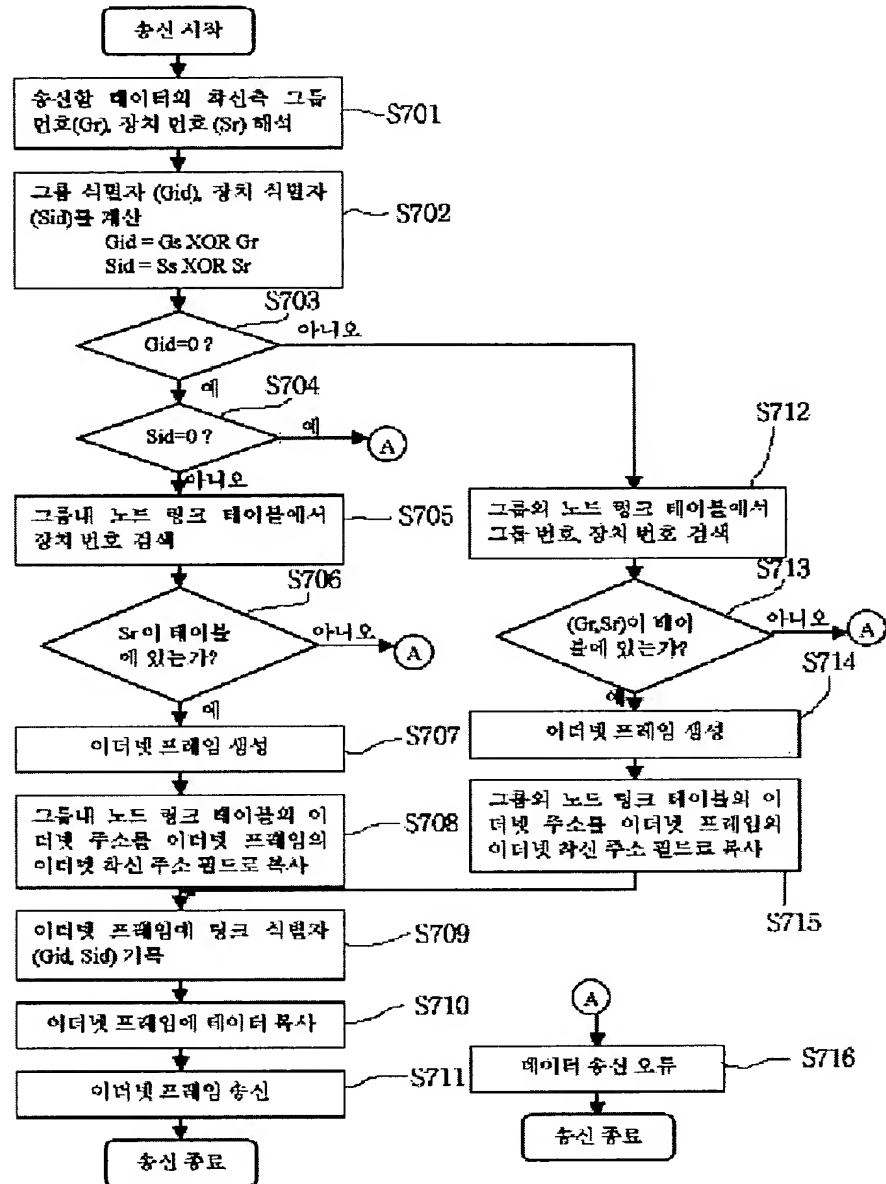 송신 시작
송신할 데이터의 착신측 그룹
번호(Gr), 장치 번호 (Sr) 해석
S701
그룹 식별자 (Gid), 장치 식별자
(Sid)를 계산
Gid = Gs XOR Gr
Sid = Ss XOR Sr
S702
S703
Gid=0 ?
아니오
예
S704
Sid=0 ?
예
A
아니오
그룹내 노드 링크 테이블에서
장치 번호 검색
S705
S706
Sr이 테이블
에 있는가?
아니오
A
예
이더넷 프레임 생성
S707
그룹내 노드 링크 테이블의 이
더넷 주소를 이더넷 프레임의
이더넷 착신 주소 필드로 복사
S708
S712
그룹외 노드 링크 테이블에서
그룹 번호, 장치 번호 검색
S713
(Gr,Sr)이 테이
블에 있는가?
아니오
A
예
S714
이더넷 프레임 생성
그룹외 노드 링크 테이블의 이
더넷 주소를 이더넷 프레임의
이더넷 착신 주소 필드로 복사
S715
이더넷 프레임에 링크 식별자
(Gid, Sid) 기록
S709
이더넷 프레임에 데이터 복사
S710
이더넷 프레임 송신
S711
송신 종료
A
데이터 송신 오류
S716
송신 종료